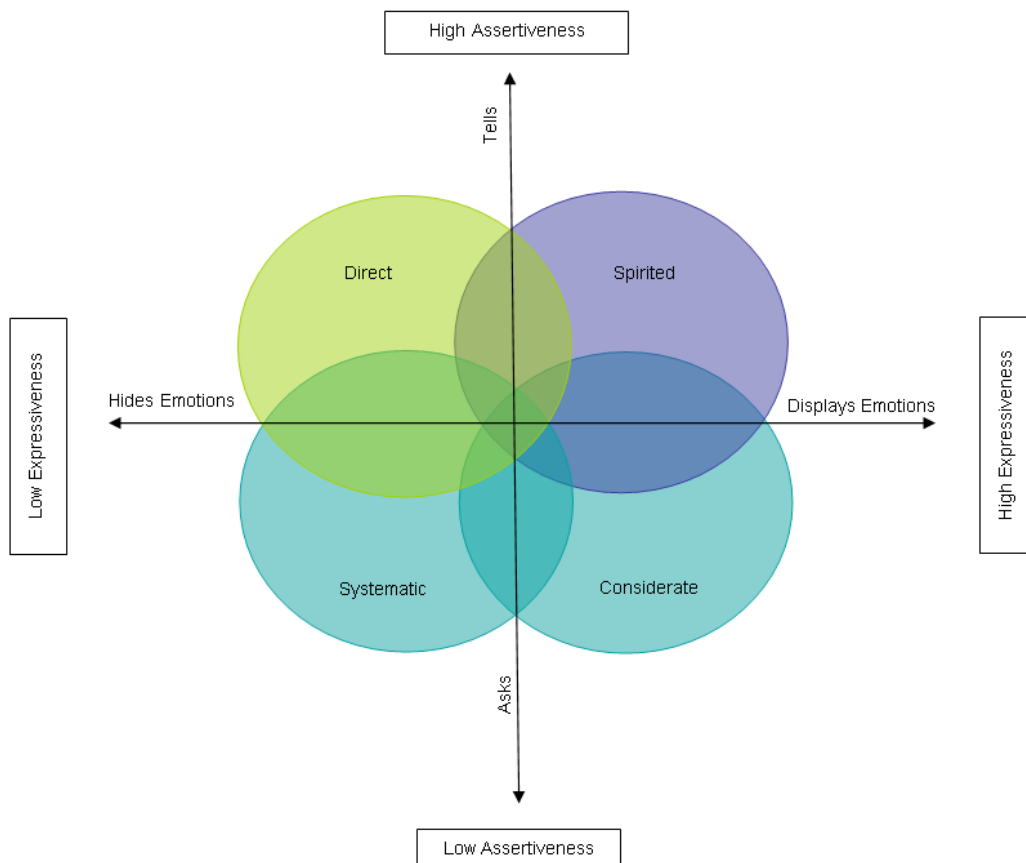 High Assertiveness
Tells
Direct
Spirited
Low Expressiveness
Hides Emotions
Displays Emotions
High Expressiveness
Systematic
Considerate
Asks
Low Assertiveness